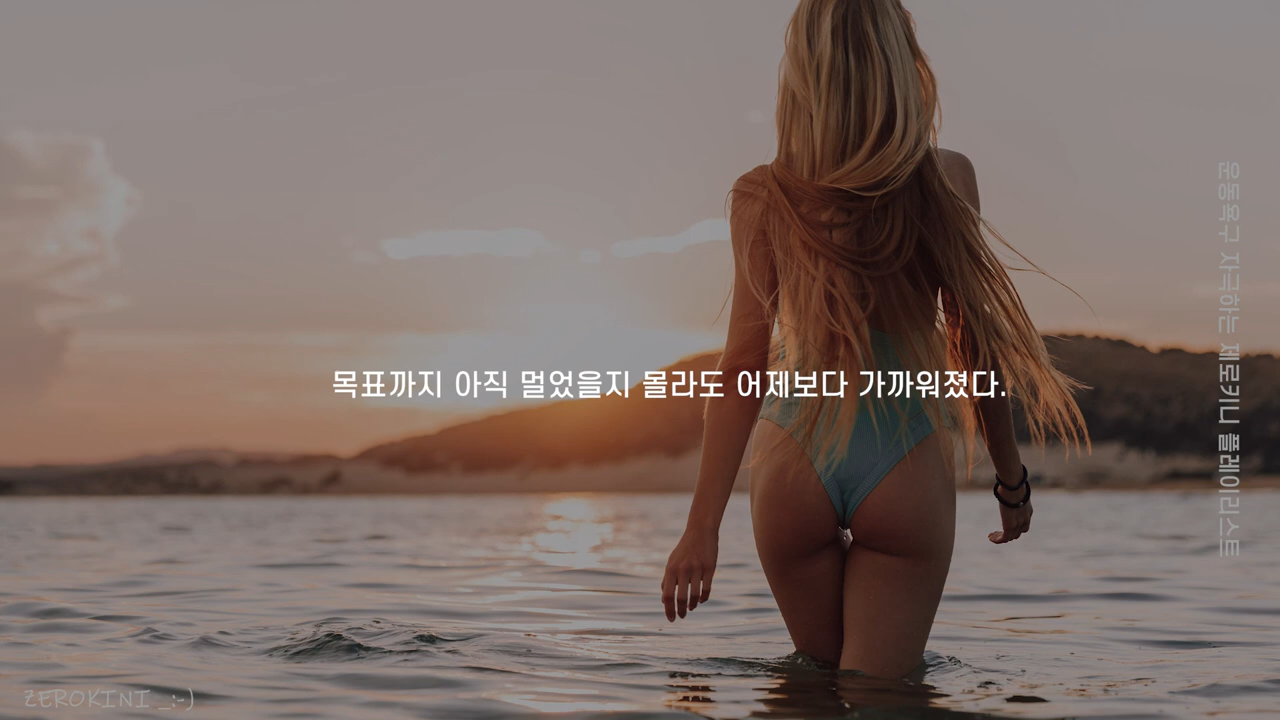 목표까지 아직 멀었을지 몰라도 어제보다 가까워졌다.
운동욕구 자극하는 제로키니 플레이리스트
ZEROKINI _:-)